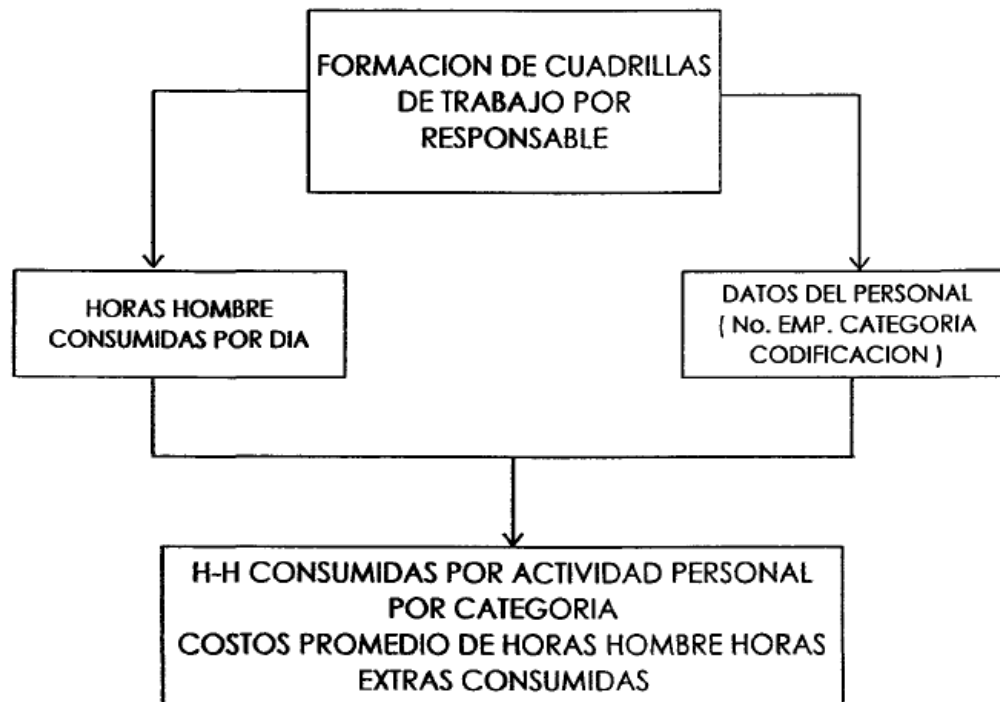 FORMACION DE CUADRILLAS
DE TRABAJO POR
RESPONSABLE
HORAS HOMBRE
CONSUMIDAS POR DIA
DATOS DEL PERSONAL
( No. EMP. CATEGORIA
CODIFICACION )
H-H CONSUMIDAS POR ACTIVIDAD PERSONAL
POR CATEGORIA
COSTOS PROMEDIO DE HORAS HOMBRE HORAS
EXTRAS CONSUMIDAS